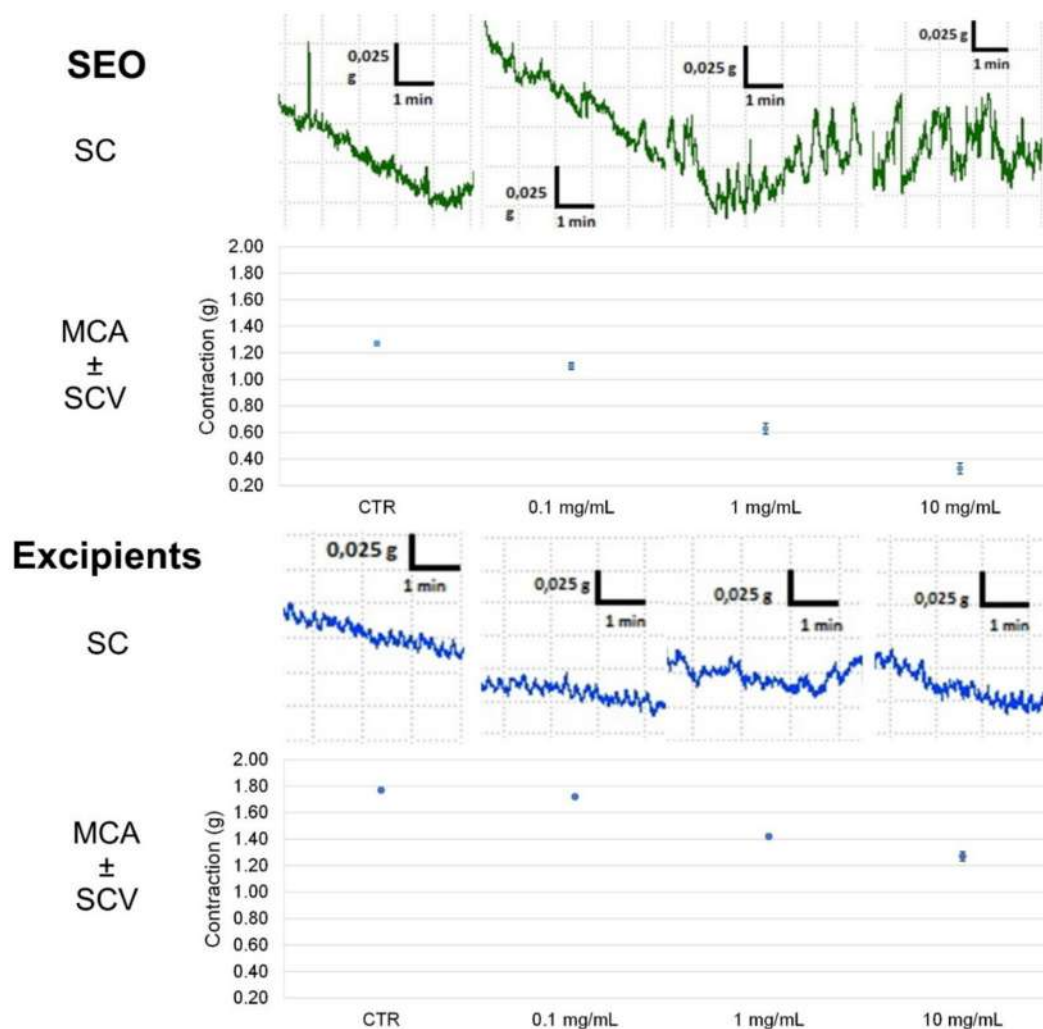 SEO
SC
0,025
g
1 min
0,025
g
1 min
0,025
g
1 min
0,025
g
1 min
MCA
±
SCV
Contraction (g)
2.00
1.80
1.60
1.40
1.20
1.00
0.80
0.60
0.40
0.20
CTR
0.1 mg/mL
1 mg/mL
10 mg/mL
Excipients
SC
0,025 g
1 min
0,025 g
1 min
0,025 g
1 min
0,025 g
1 min
MCA
±
SCV
Contraction (g)
2.00
1.80
1.60
1.40
1.20
1.00
0.80
0.60
0.40
0.20
CTR
0.1 mg/mL
1 mg/mL
10 mg/mL